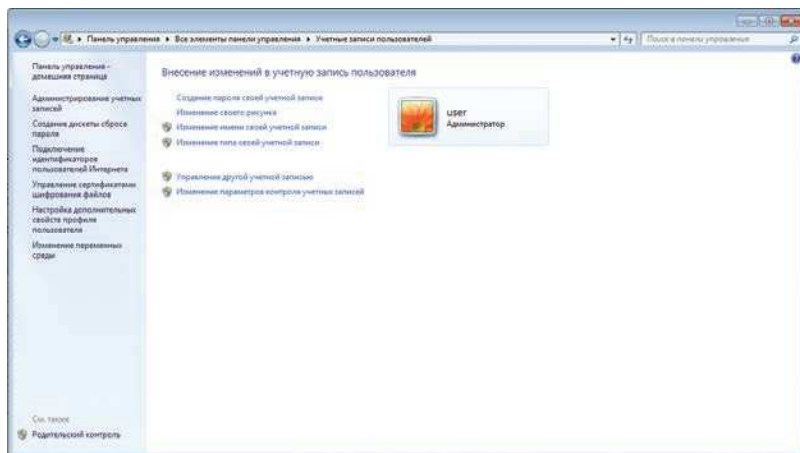 Панель управления
Все элементы панели управления
Учетные записи пользователей
Поиск в панели управления
Панель управления -
домашняя страница
Администрирование учетных
записей
Создание дискеты сброса
пароля
Подключение
идентификаторов
пользователей Интернета
Управление сертификатами
шифрования файлов
Настройка дополнительных
свойств профиля
пользователя
Изменение переменных
среды
Внесение изменений в учетную запись пользователя
Создание пароля своей учетной записи
Изменение своего рисунка
Изменение имени своей учетной записи
Изменение типа своей учетной записи
Управление другой учетной записью
Изменение параметров контроля учетных записей
user
Администратор
См. также
Родительский контроль